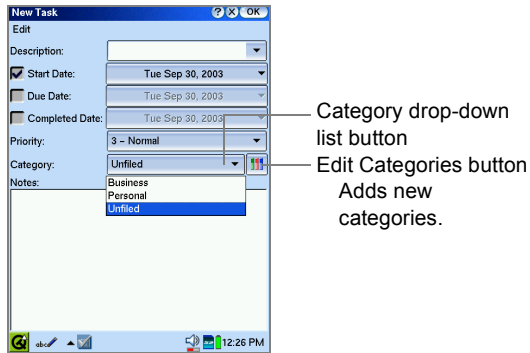 New Task ? X OK
Edit
Description:
Start Date: Tue Sep 30, 2003
Due Date: Tue Sep 30, 2003
Completed Date: Tue Sep 30, 2003
Priority: 3 – Normal
Category: Unfiled
Notes:
Business
Personal
Unfiled
abc
12:26 PM
Category drop-down
list button
Edit Categories button
Adds new
categories.